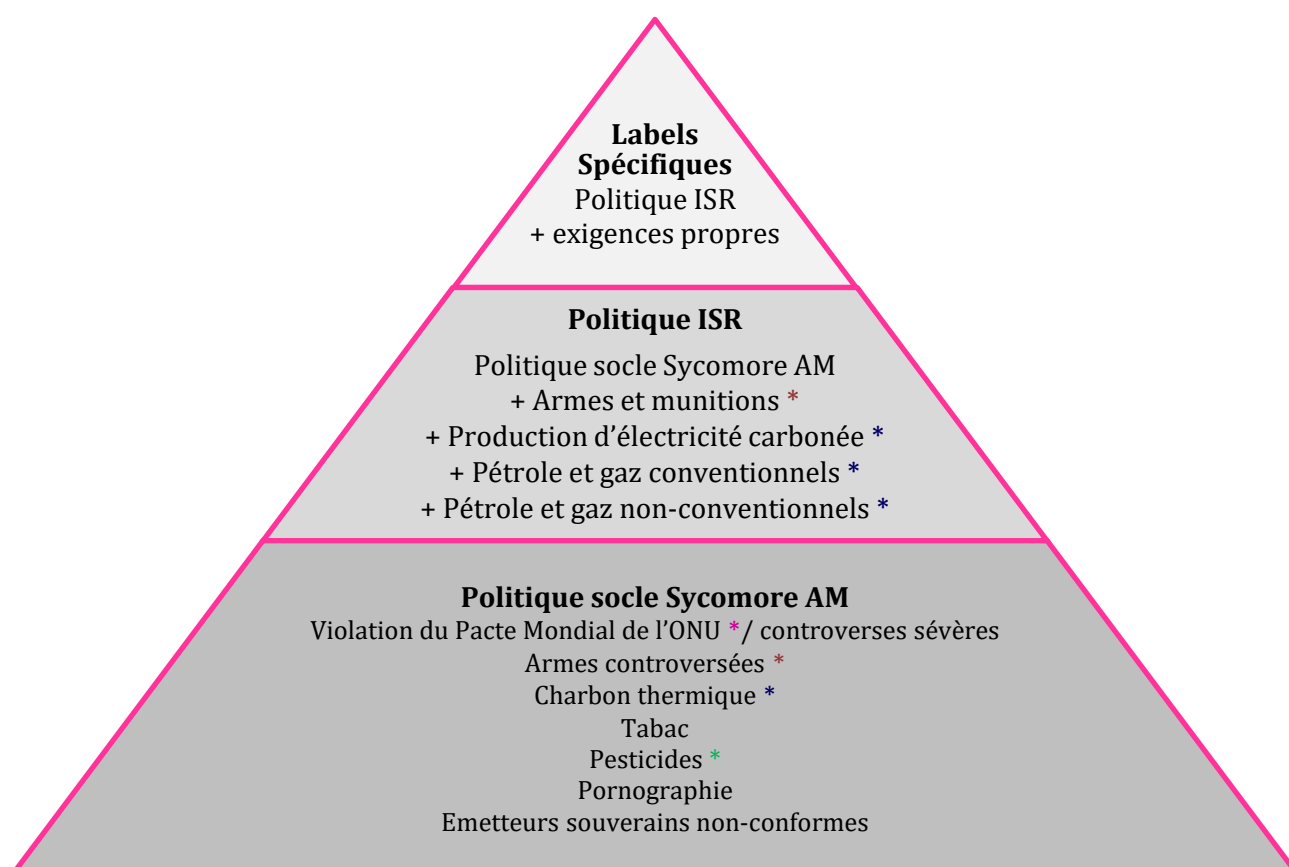 Labels
Spécifiques
Politique ISR
+ exigences propres
Politique ISR
Politique socle Sycomore AM
+ Armes et munitions *
+ Production d’électricité carbonée *
+ Pétrole et gaz conventionnels *
+ Pétrole et gaz non-conventionnels *
Politique socle Sycomore AM
Violation du Pacte Mondial de l’ONU */ controverses sévères
Armes controversées *
Charbon thermique *
Tabac
Pesticides *
Pornographie
Emetteurs souverains non-conformes